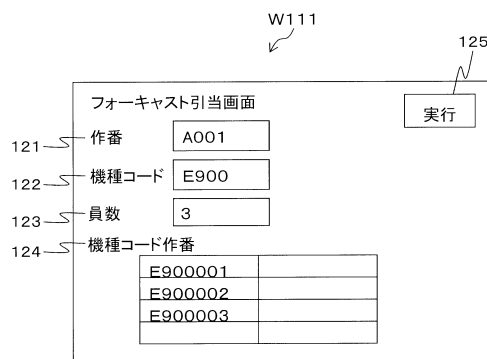 W111
125
フォーキャスト引当画面
実行
121 作番 A001
122 機種コード E900
123 員数 3
124 機種コード作番
E900001
E900002
E900003